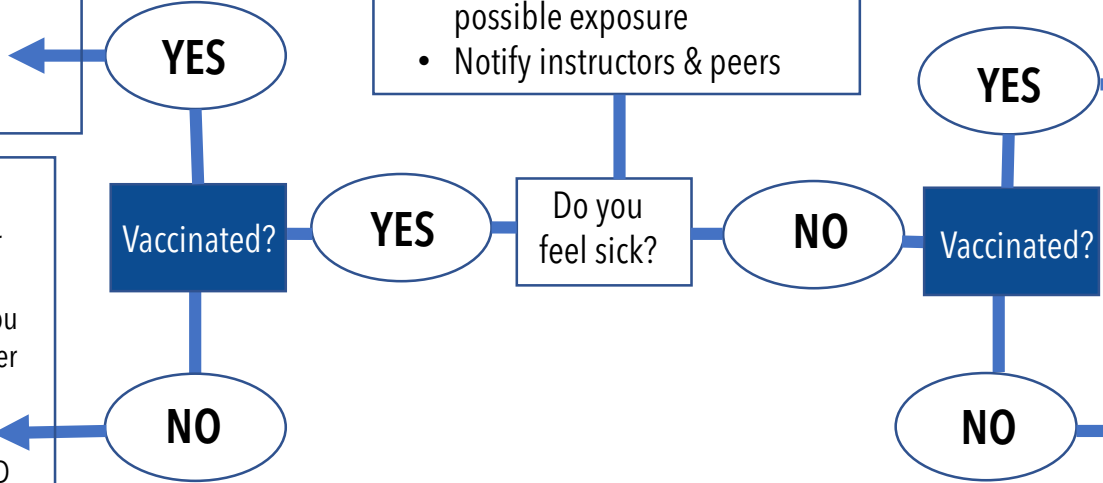 possible exposure
• Notify instructors & peers
YES
YES
Vaccinated?
YES
Do you
feel sick?
NO
Vaccinated?
NO
NO